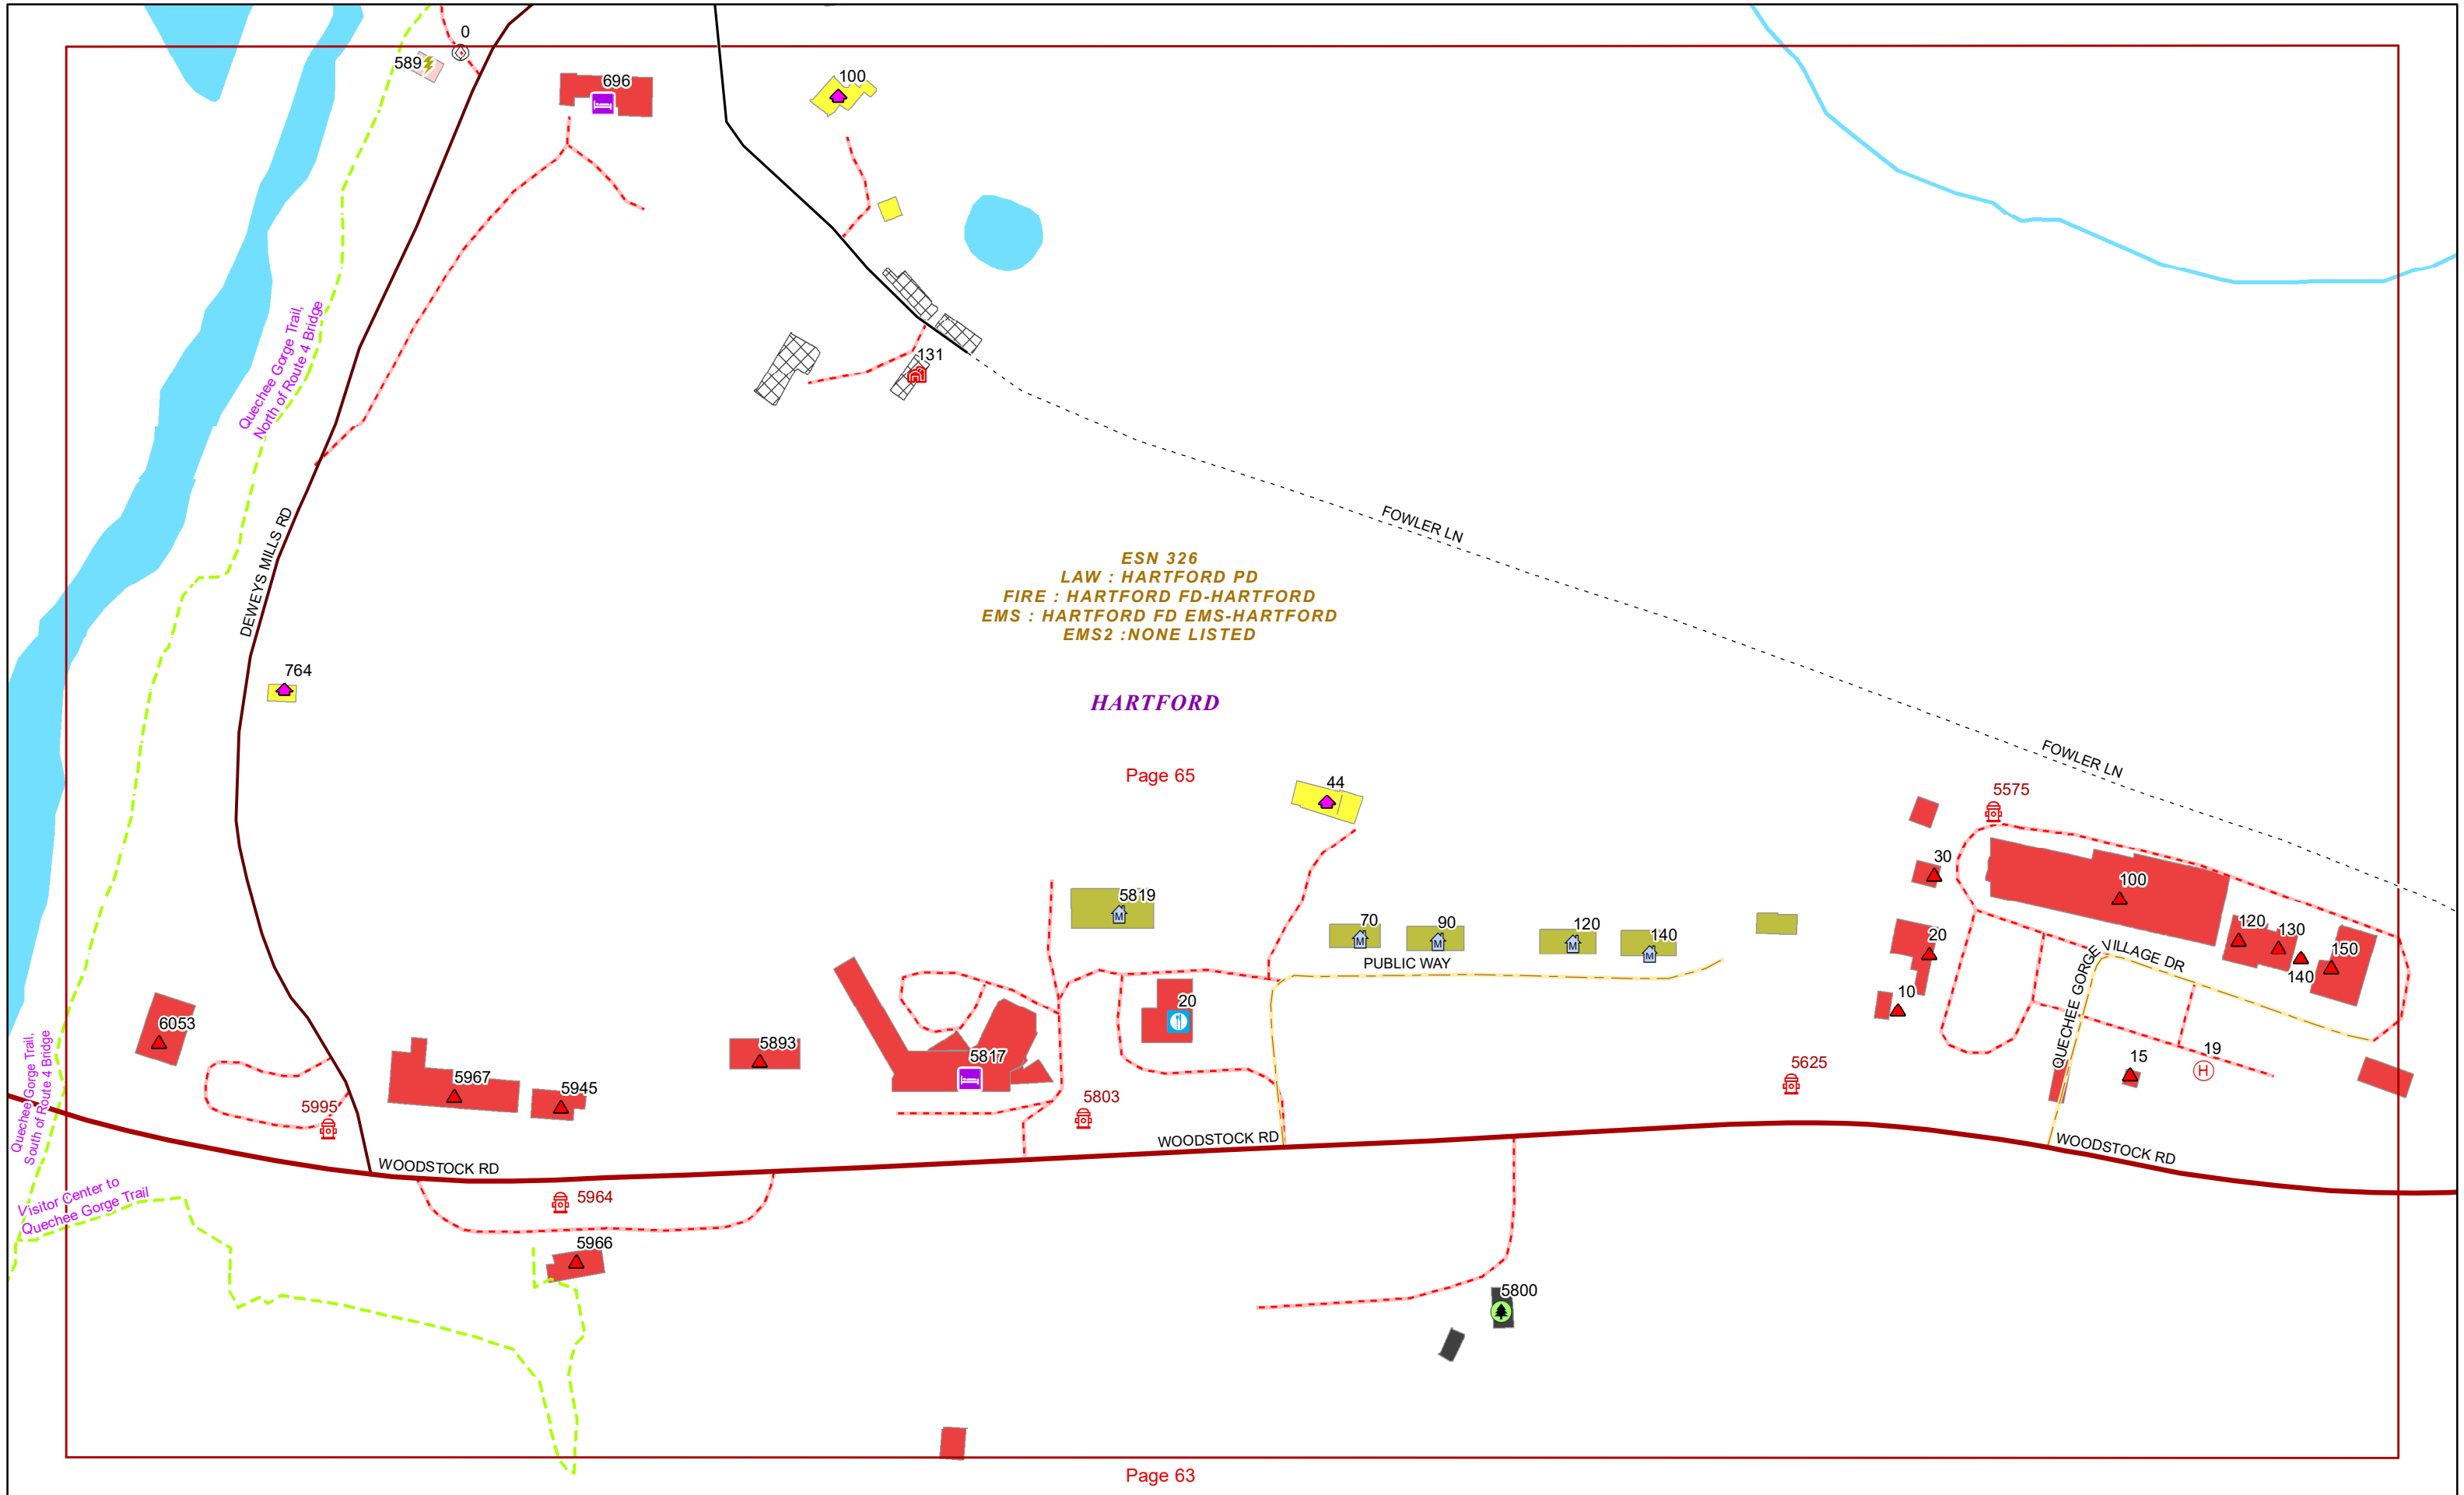 0
589
696
100
Quechee Gorge Trail,
North of Route 4 Bridge
131
DEWEYS MILLS RD
FOWLER LN
ESN 326
LAW : HARTFORD PD
FIRE : HARTFORD FD-HARTFORD
EMS : HARTFORD FD EMS-HARTFORD
EMS2 :NONE LISTED
764
HARTFORD
FOWLER LN
Page 65
44
5575
30
100
5819
70
90
120
140
20
120
130
140
150
PUBLIC WAY
QUECHEE GORGE VILLAGE DR
10
20
6053
5893
5817
5967
5945
5995
5803
5625
15
19
H
Quechee Gorge Trail,
South of Route 4 Bridge
WOODSTOCK RD
WOODSTOCK RD
WOODSTOCK RD
Visitor Center to
Quechee Gorge Trail
5964
5966
5800
M
M
M
M
M
Page 63